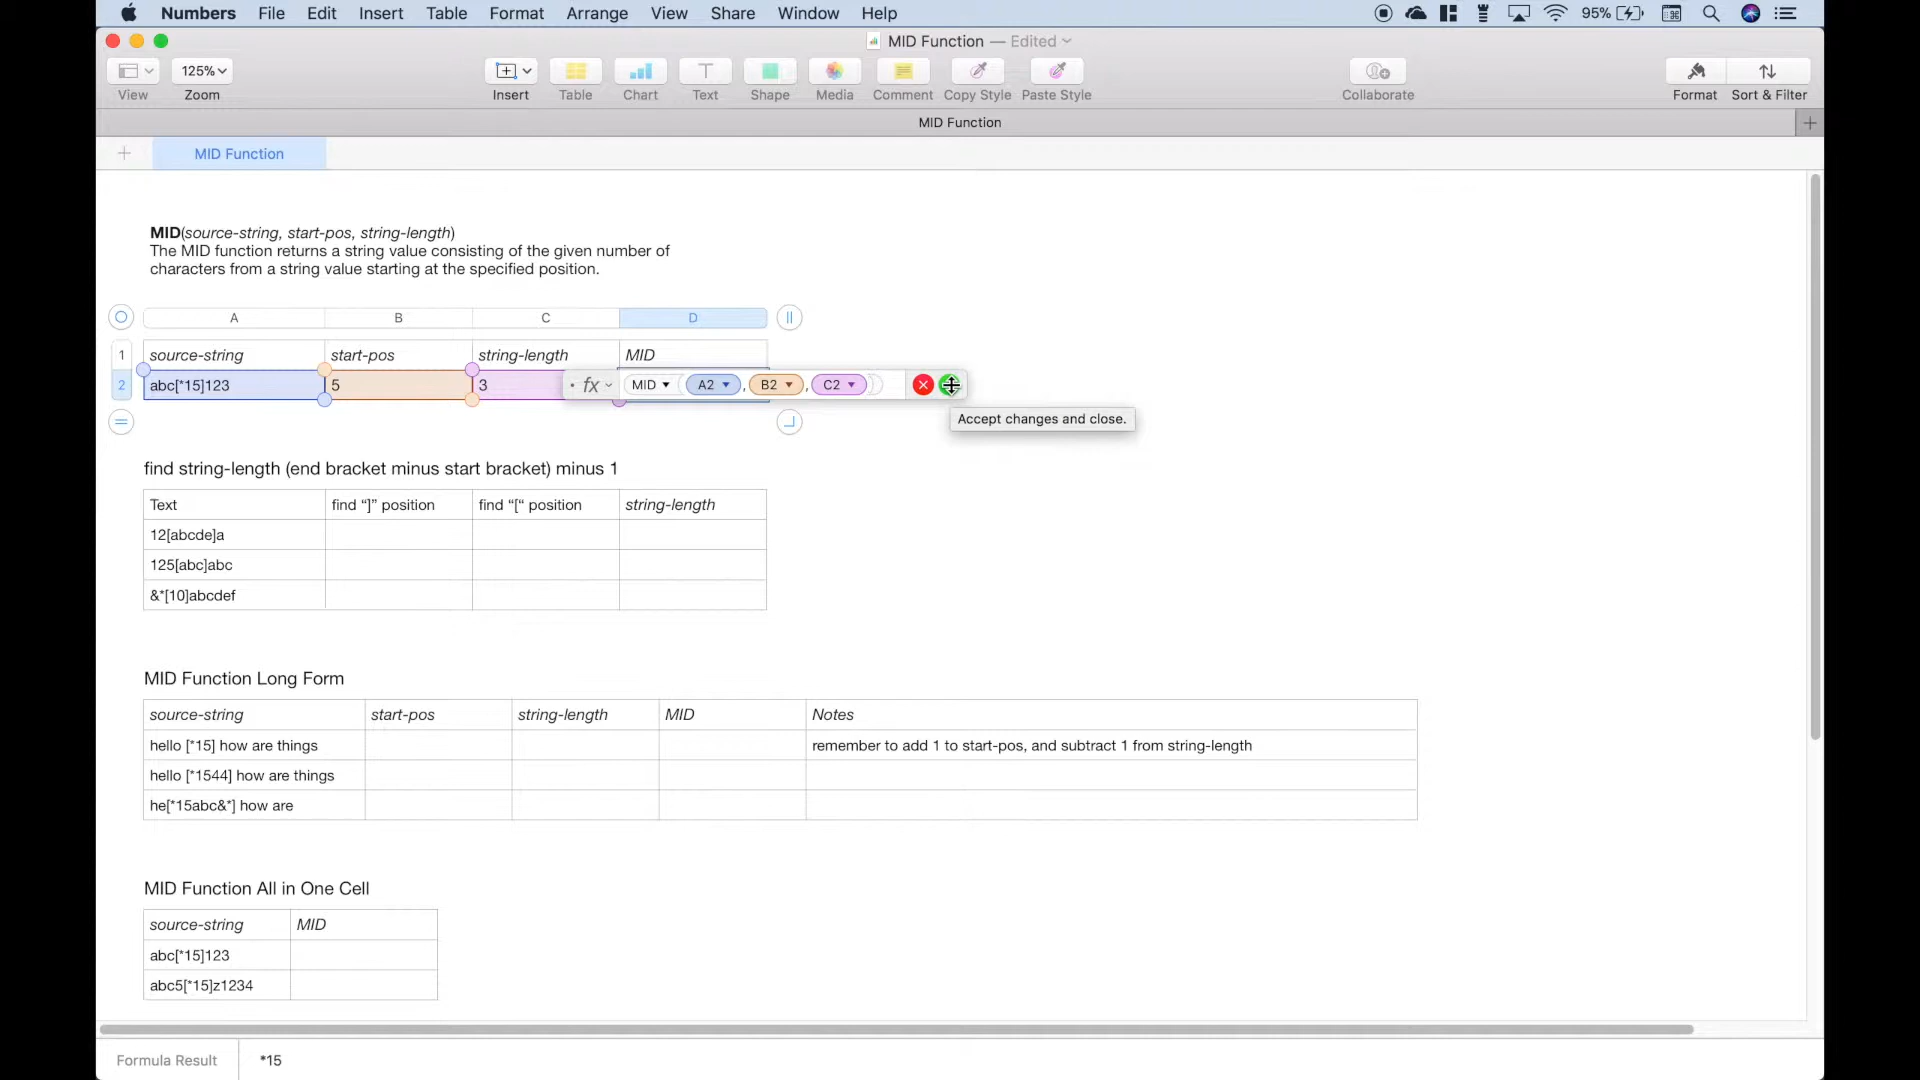 Numbers File Edit Insert Table Format Arrange View Share Window Help 95%
MID Function — Edited
125%
View Zoom Insert Table Chart Text Shape Media Comment Copy Style Paste Style Collaborate Format Sort & Filter
MID Function
MID Function
MID(source-string, start-pos, string-length)
The MID function returns a string value consisting of the given number of
characters from a string value starting at the specified position.
A B C D
1 source-string start-pos string-length MID
2 abc[*15]123 5 3 fx MID A2 , B2 , C2
Accept changes and close.
find string-length (end bracket minus start bracket) minus 1
Text find “]” position find “[“ position string-length
12[abcde]a
125[abc]abc
&*[10]abcdef
MID Function Long Form
source-string start-pos string-length MID Notes
hello [*15] how are things remember to add 1 to start-pos, and subtract 1 from string-length
hello [*1544] how are things
he[*15abc&*] how are
MID Function All in One Cell
source-string MID
abc[*15]123
abc5[*15]z1234
Formula Result *15